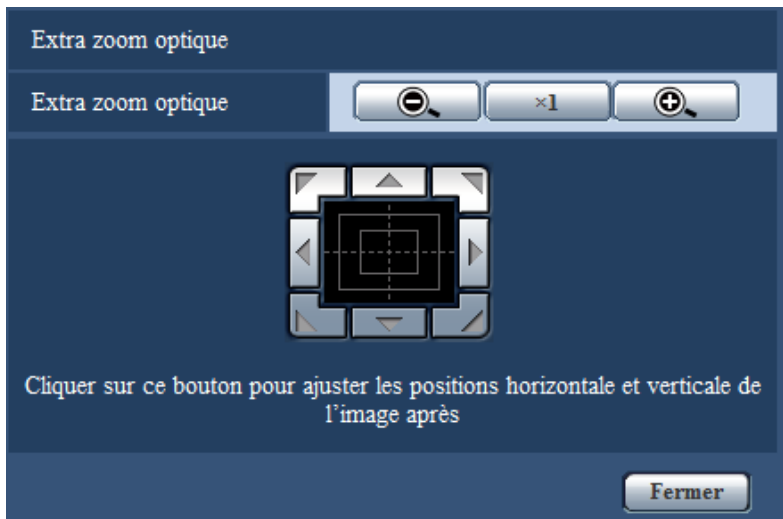 Extra zoom optique
Extra zoom optique
×1
Cliquer sur ce bouton pour ajuster les positions horizontale et verticale de
l'image après
Fermer